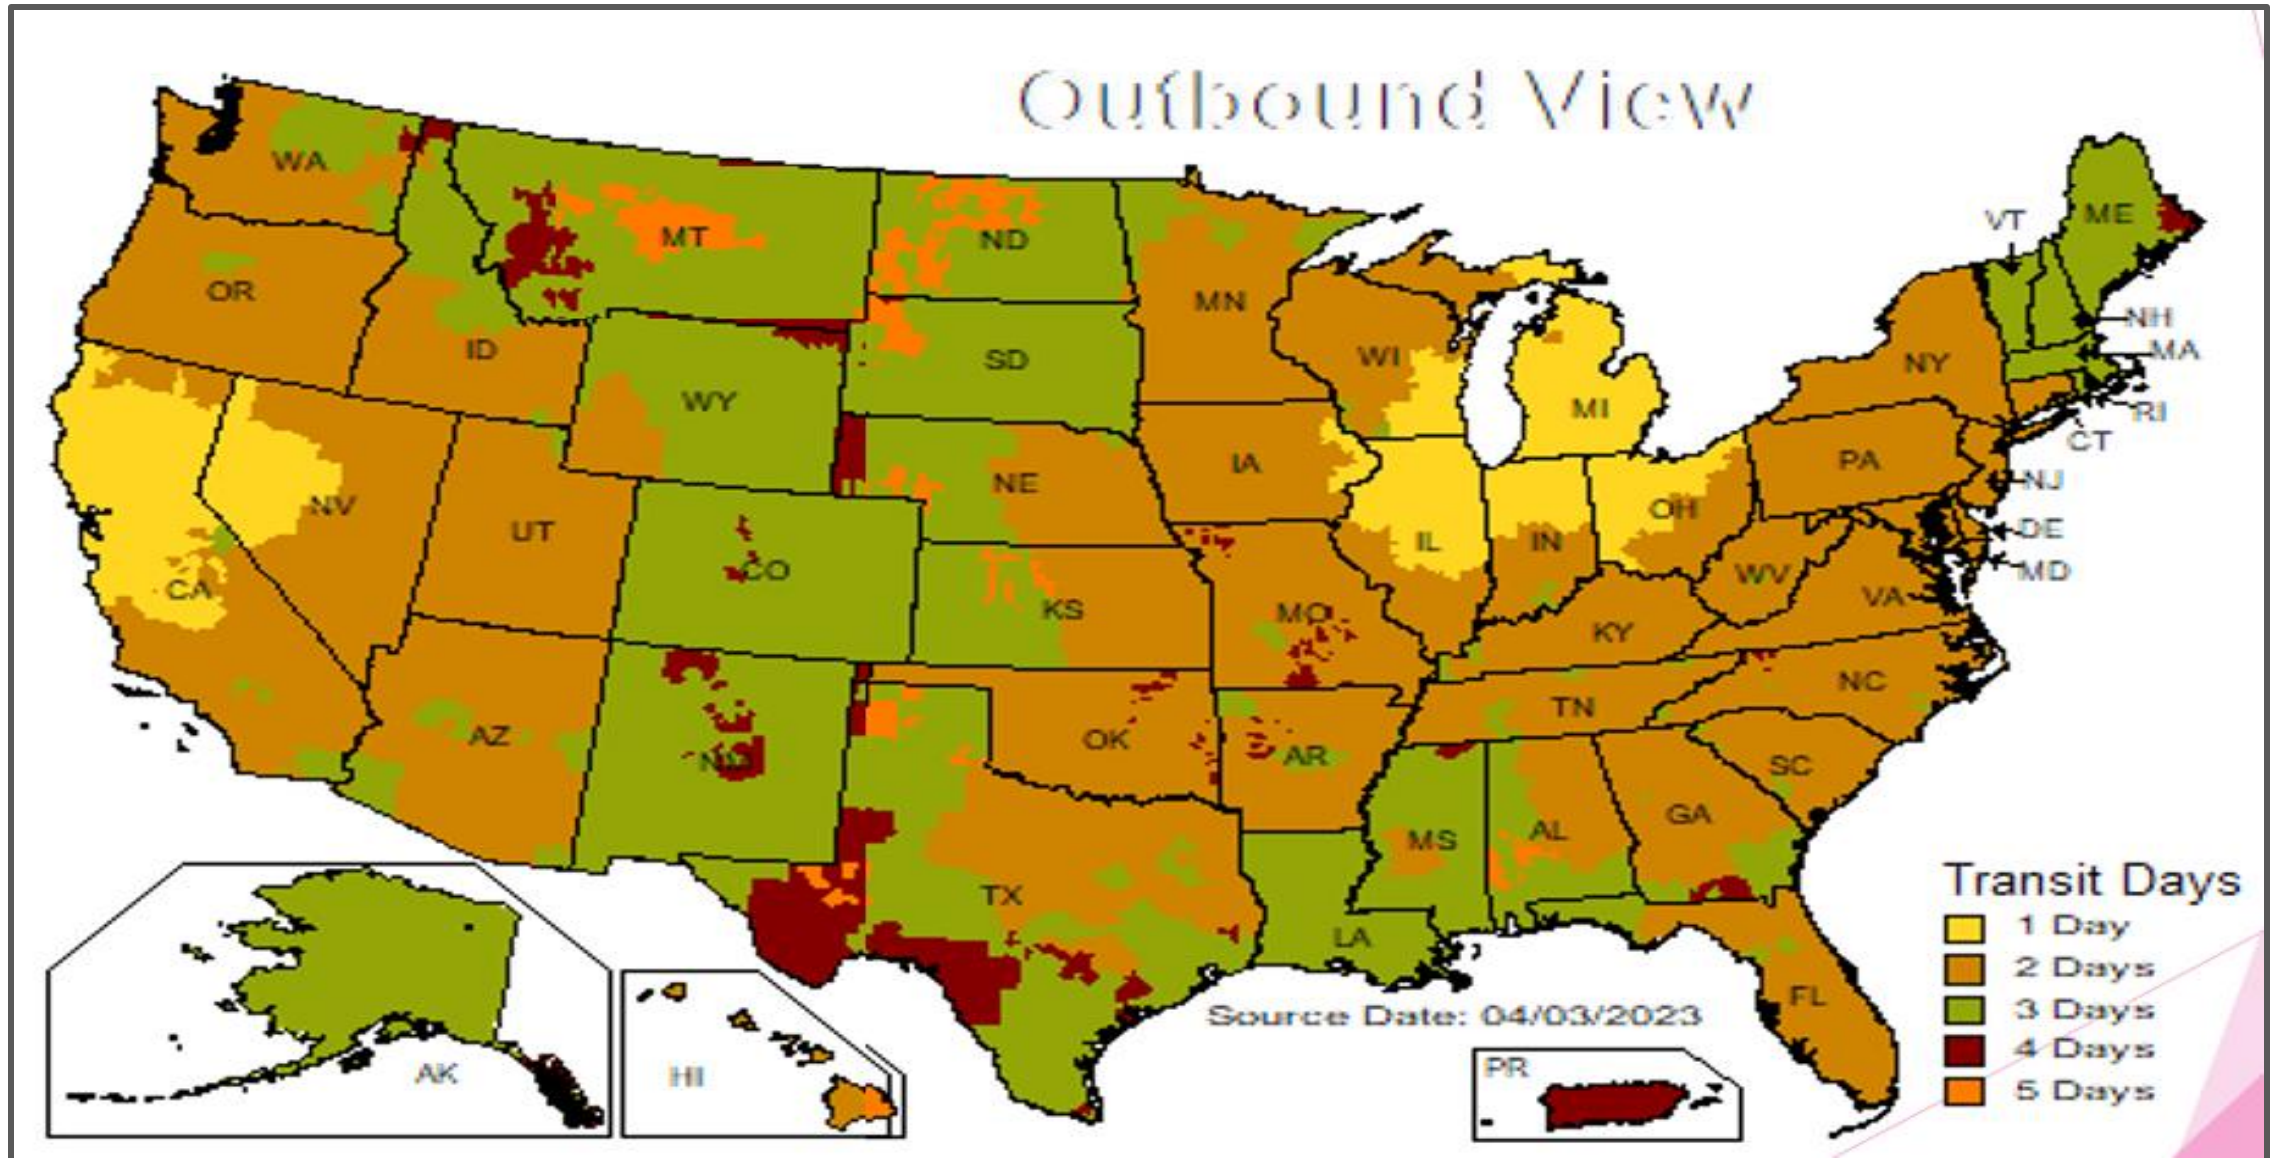 Outbound View
WA
MT
ND
VT
ME
OR
MN
ID
SD
WI
NH
MA
NY
WY
MI
RI
CT
IA
PA
NE
NJ
NV
UT
OH
DE
IL
IN
CO
MD
WV
CA
KS
VA
MO
KY
NC
TN
AZ
OK
AR
NM
SC
GA
MS
AL
TX
LA
FL
Transit Days
1 Day
2 Days
3 Days
4 Days
5 Days
Source Date: 04/03/2023
AK
HI
PR